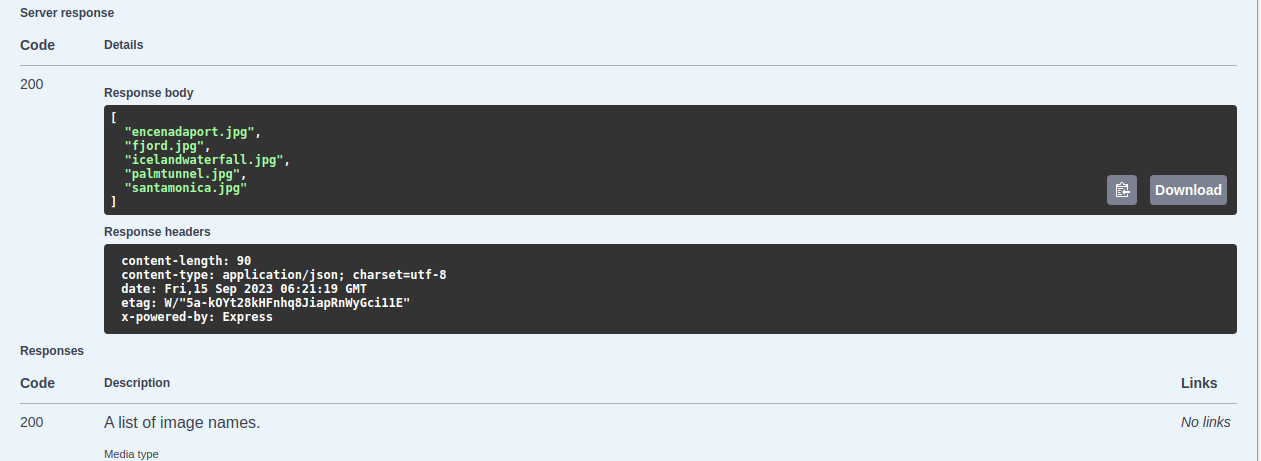 Server response
Code Details
200
Response body
[
"encenadaport.jpg",
"fjord.jpg",
"icelandwaterfall.jpg",
"palmtunnel.jpg",
"santamonica.jpg"
]
Download
Response headers
content-length: 90
content-type: application/json; charset=utf-8
date: Fri,15 Sep 2023 06:21:19 GMT
etag: W/"5a-kOYt28kHFnhq8JiapRnWyGci11E"
x-powered-by: Express
Responses
Code Description Links
200 A list of image names. No links
Media type